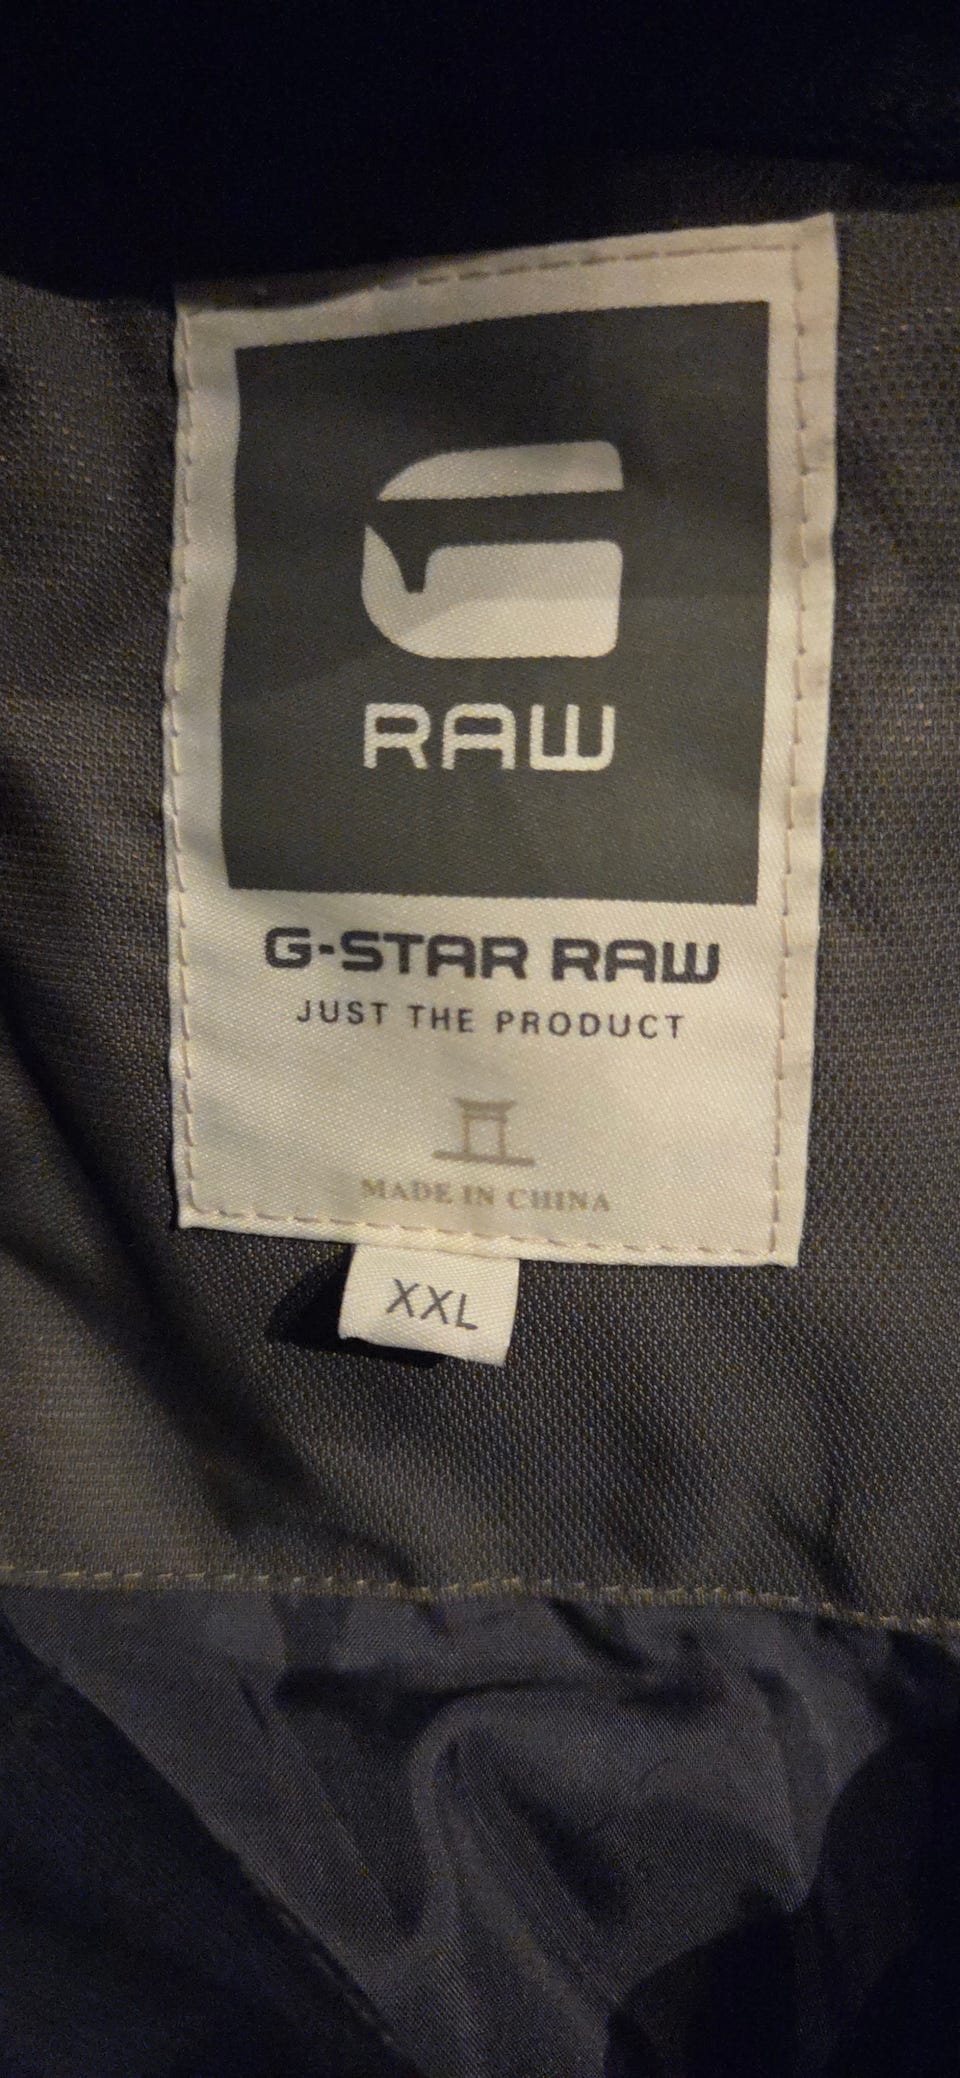 RAW
G-STAR RAW
JUST THE PRODUCT
MADE IN CHINA
XXL